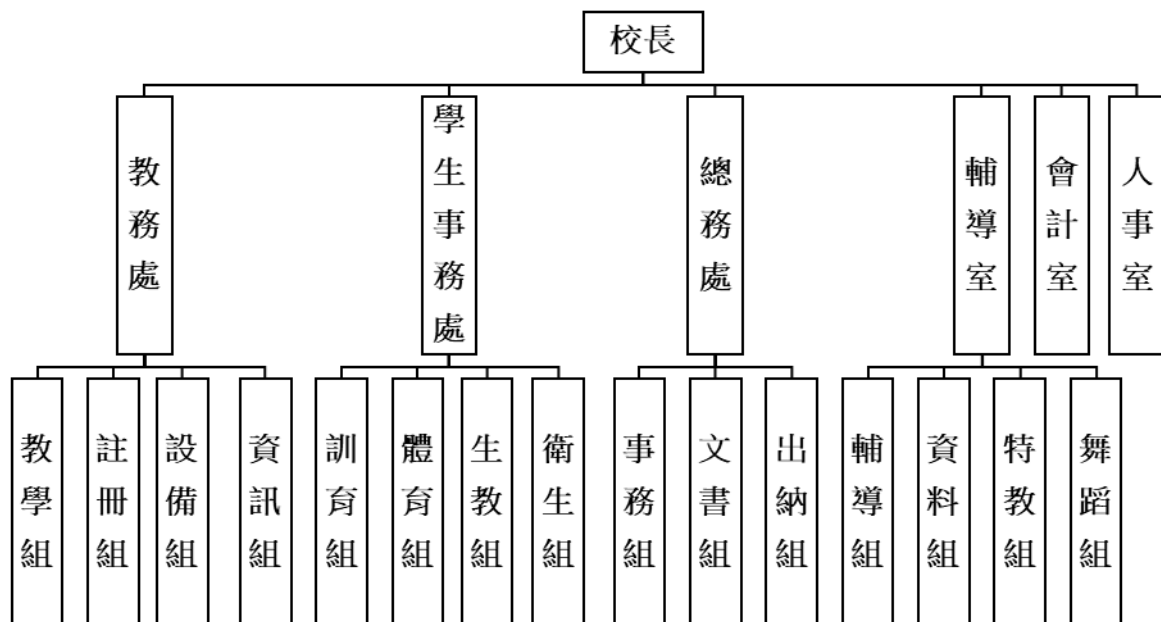 校長
教務處
學生事務處
總務處
輔導室
會計室
人事室
教學組
註冊組
設備組
資訊組
訓育組
體育組
生教組
衛生組
事務組
文書組
出納組
輔導組
資料組
特教組
舞蹈組